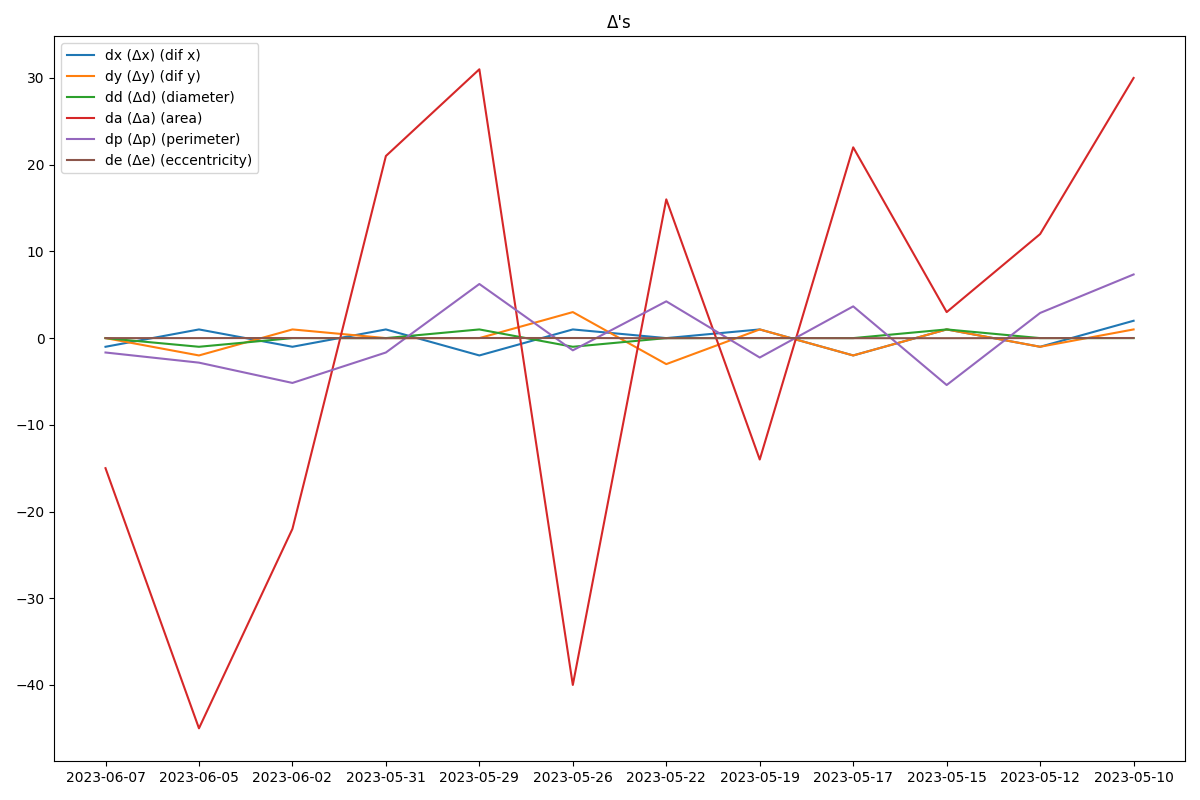 Δ's
dx (Δx) (dif x)
dy (Δy) (dif y)
dd (Δd) (diameter)
da (Δa) (area)
dp (Δp) (perimeter)
de (Δe) (eccentricity)
30
20
10
0
−10
−20
−30
−40
2023-06-07 2023-06-05 2023-06-02 2023-05-31 2023-05-29 2023-05-26 2023-05-22 2023-05-19 2023-05-17 2023-05-15 2023-05-12 2023-05-10